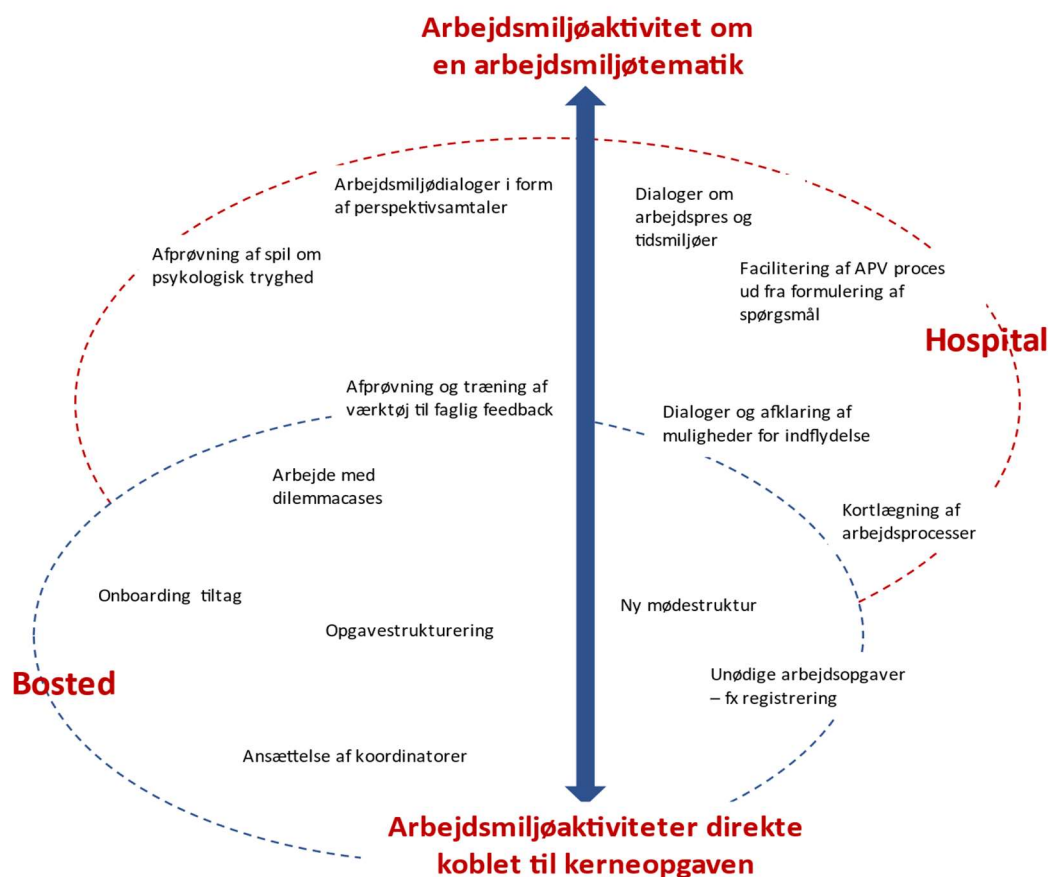 Arbejdsmiljøaktivitet om
en arbejdsmiljøtematik
Arbejdsmiljødialoger i form
af perspektivsamtaler
Dialoger om
arbejdspres og
tidsmiljøer
Afprøvning af spil om
psykologisk tryghed
Facilitering af APV proces
ud fra formulering af
spørgsmål
Hospital
Afprøvning og træning af
værktøj til faglig feedback
Dialoger og afklaring af
muligheder for indflydelse
Arbejde med
dilemmacases
Kortlægning af
arbejdsprocesser
Onboarding tiltag
Ny mødestruktur
Opgavestrukturering
Bosted
Unødige arbejdsopgaver
– fx registrering
Ansættelse af koordinatorer
Arbejdsmiljøaktiviteter direkte
koblet til kerneopgaven